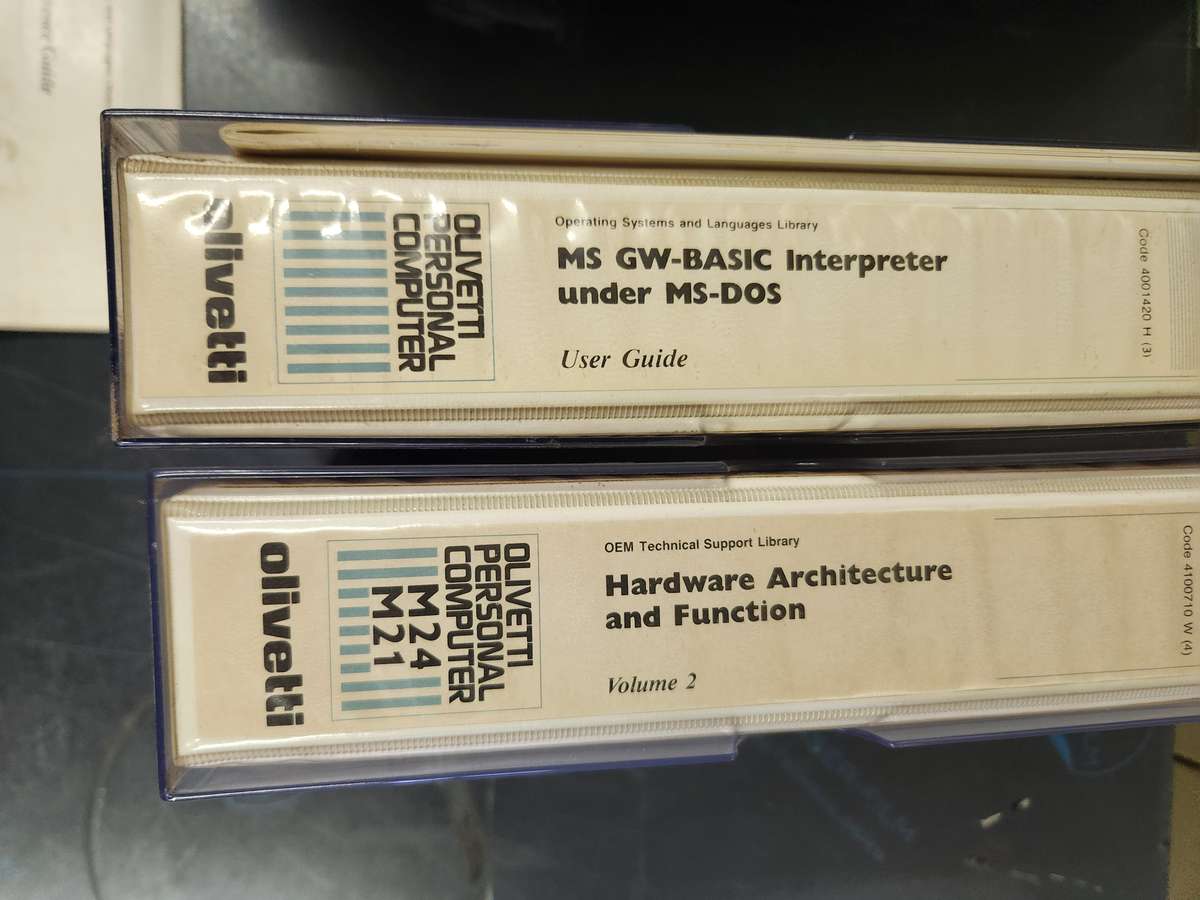 olivetti
OLIVETTI
PERSONAL
COMPUTER
Operating Systems and Languages Library
MS GW-BASIC Interpreter
under MS-DOS
User Guide
Code 4001420 H (3)
olivetti
OLIVETTI
PERSONAL
COMPUTER
M24
M21
OEM Technical Support Library
Hardware Architecture
and Function
Volume 2
Code 4100710 W (4)